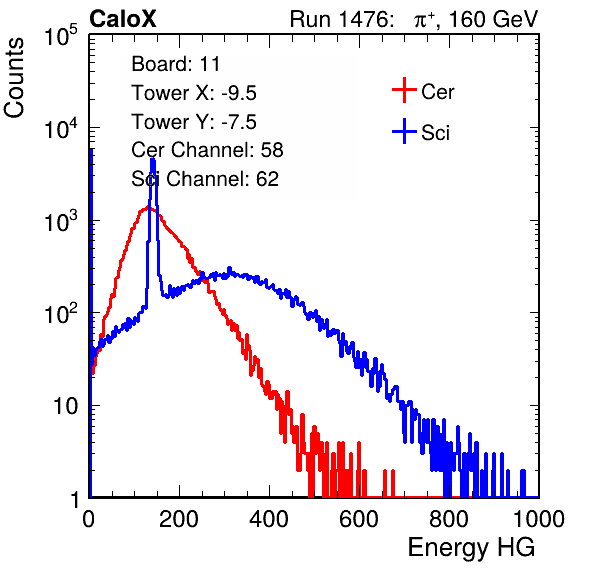 CaloX Run 1476: π⁺, 160 GeV
Counts
10⁵
10⁴
10³
10²
10
1
Board: 11
Tower X: -9.5
Tower Y: -7.5
Cer Channel: 58
Sci Channel: 62
Cer
Sci
0 200 400 600 800 1000
Energy HG